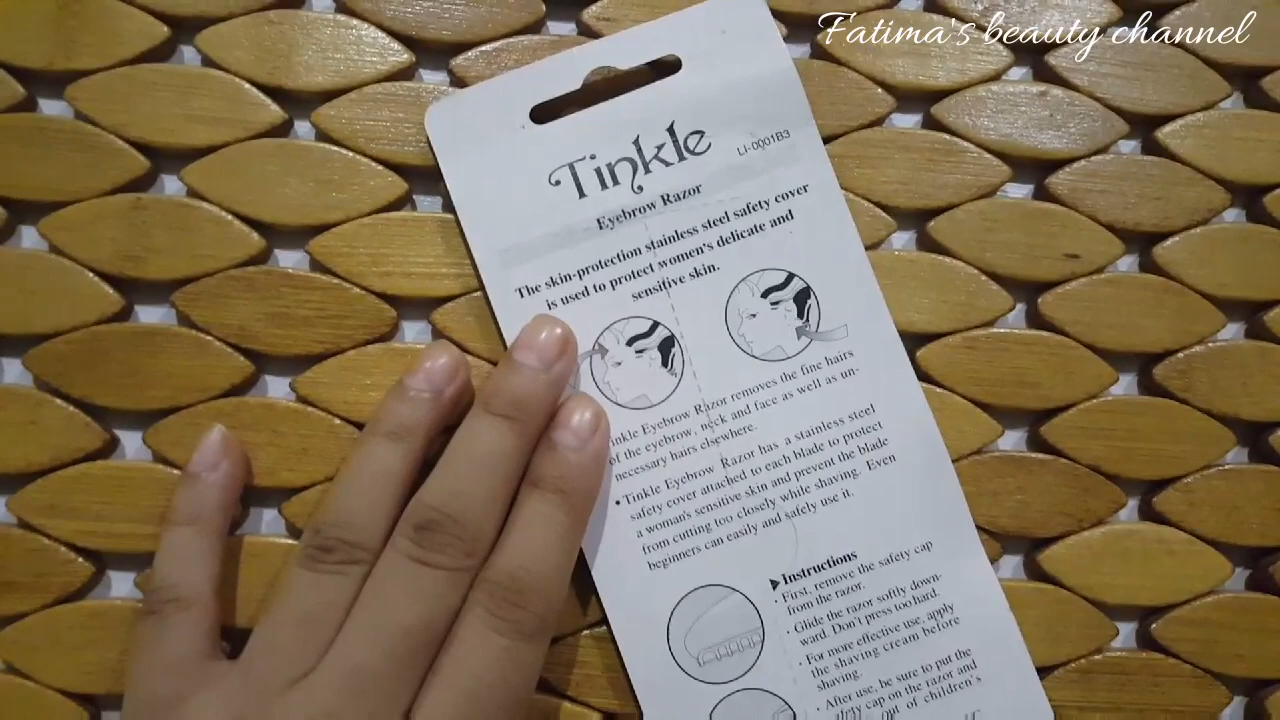 Fatima's beauty channel
Tinkle
LI-0001B3
Eyebrow Razor
The skin-protection stainless steel safety cover
is used to protect women's delicate and
sensitive skin.
Eyebrow Razor removes the fine hairs
of the eyebrow, neck and face as well as un-
necessary hairs elsewhere.
• Tinkle Eyebrow Razor has a stainless steel
safety cover attached to each blade to protect
a woman's sensitive skin and prevent the blade
from cutting too closely while shaving. Even
beginners can easily and safely use it.
▶Instructions
· First, remove the safety cap
from the razor.
· Glide the razor softly down-
ward. Don't press too hard.
· For more effective use, apply
the shaving cream before
shaving.
· After use, be sure to put the
cap on the razor and
out of children's